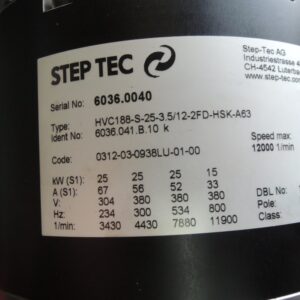 STEP TEC
Step-Tec AG
Industriestrasse 4
CH-4542 Luterba
www.step-tec.com
Serial No: 6036.0040
Type: HVC188-S-25-3.5/12-2FD-HSK-A63
Ident No: 6036.041.B.10 k
Code: 0312-03-0938LU-01-00
Speed max: 12000 1/min
kW (S1): 25 25 25 15
A (S1): 67 56 52 33
V: 304 380 380 380
Hz: 234 300 534 800
1/min: 3430 4430 7880 11900
DBL No
Pole:
Class: